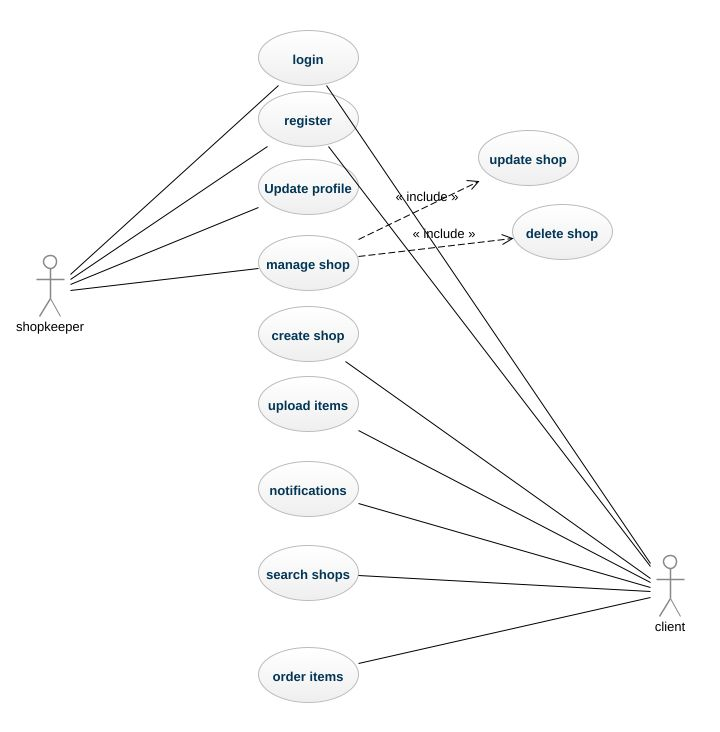 login
register
update shop
Update profile
« include »
« include »
delete shop
manage shop
shopkeeper
create shop
upload items
notifications
search shops
client
order items